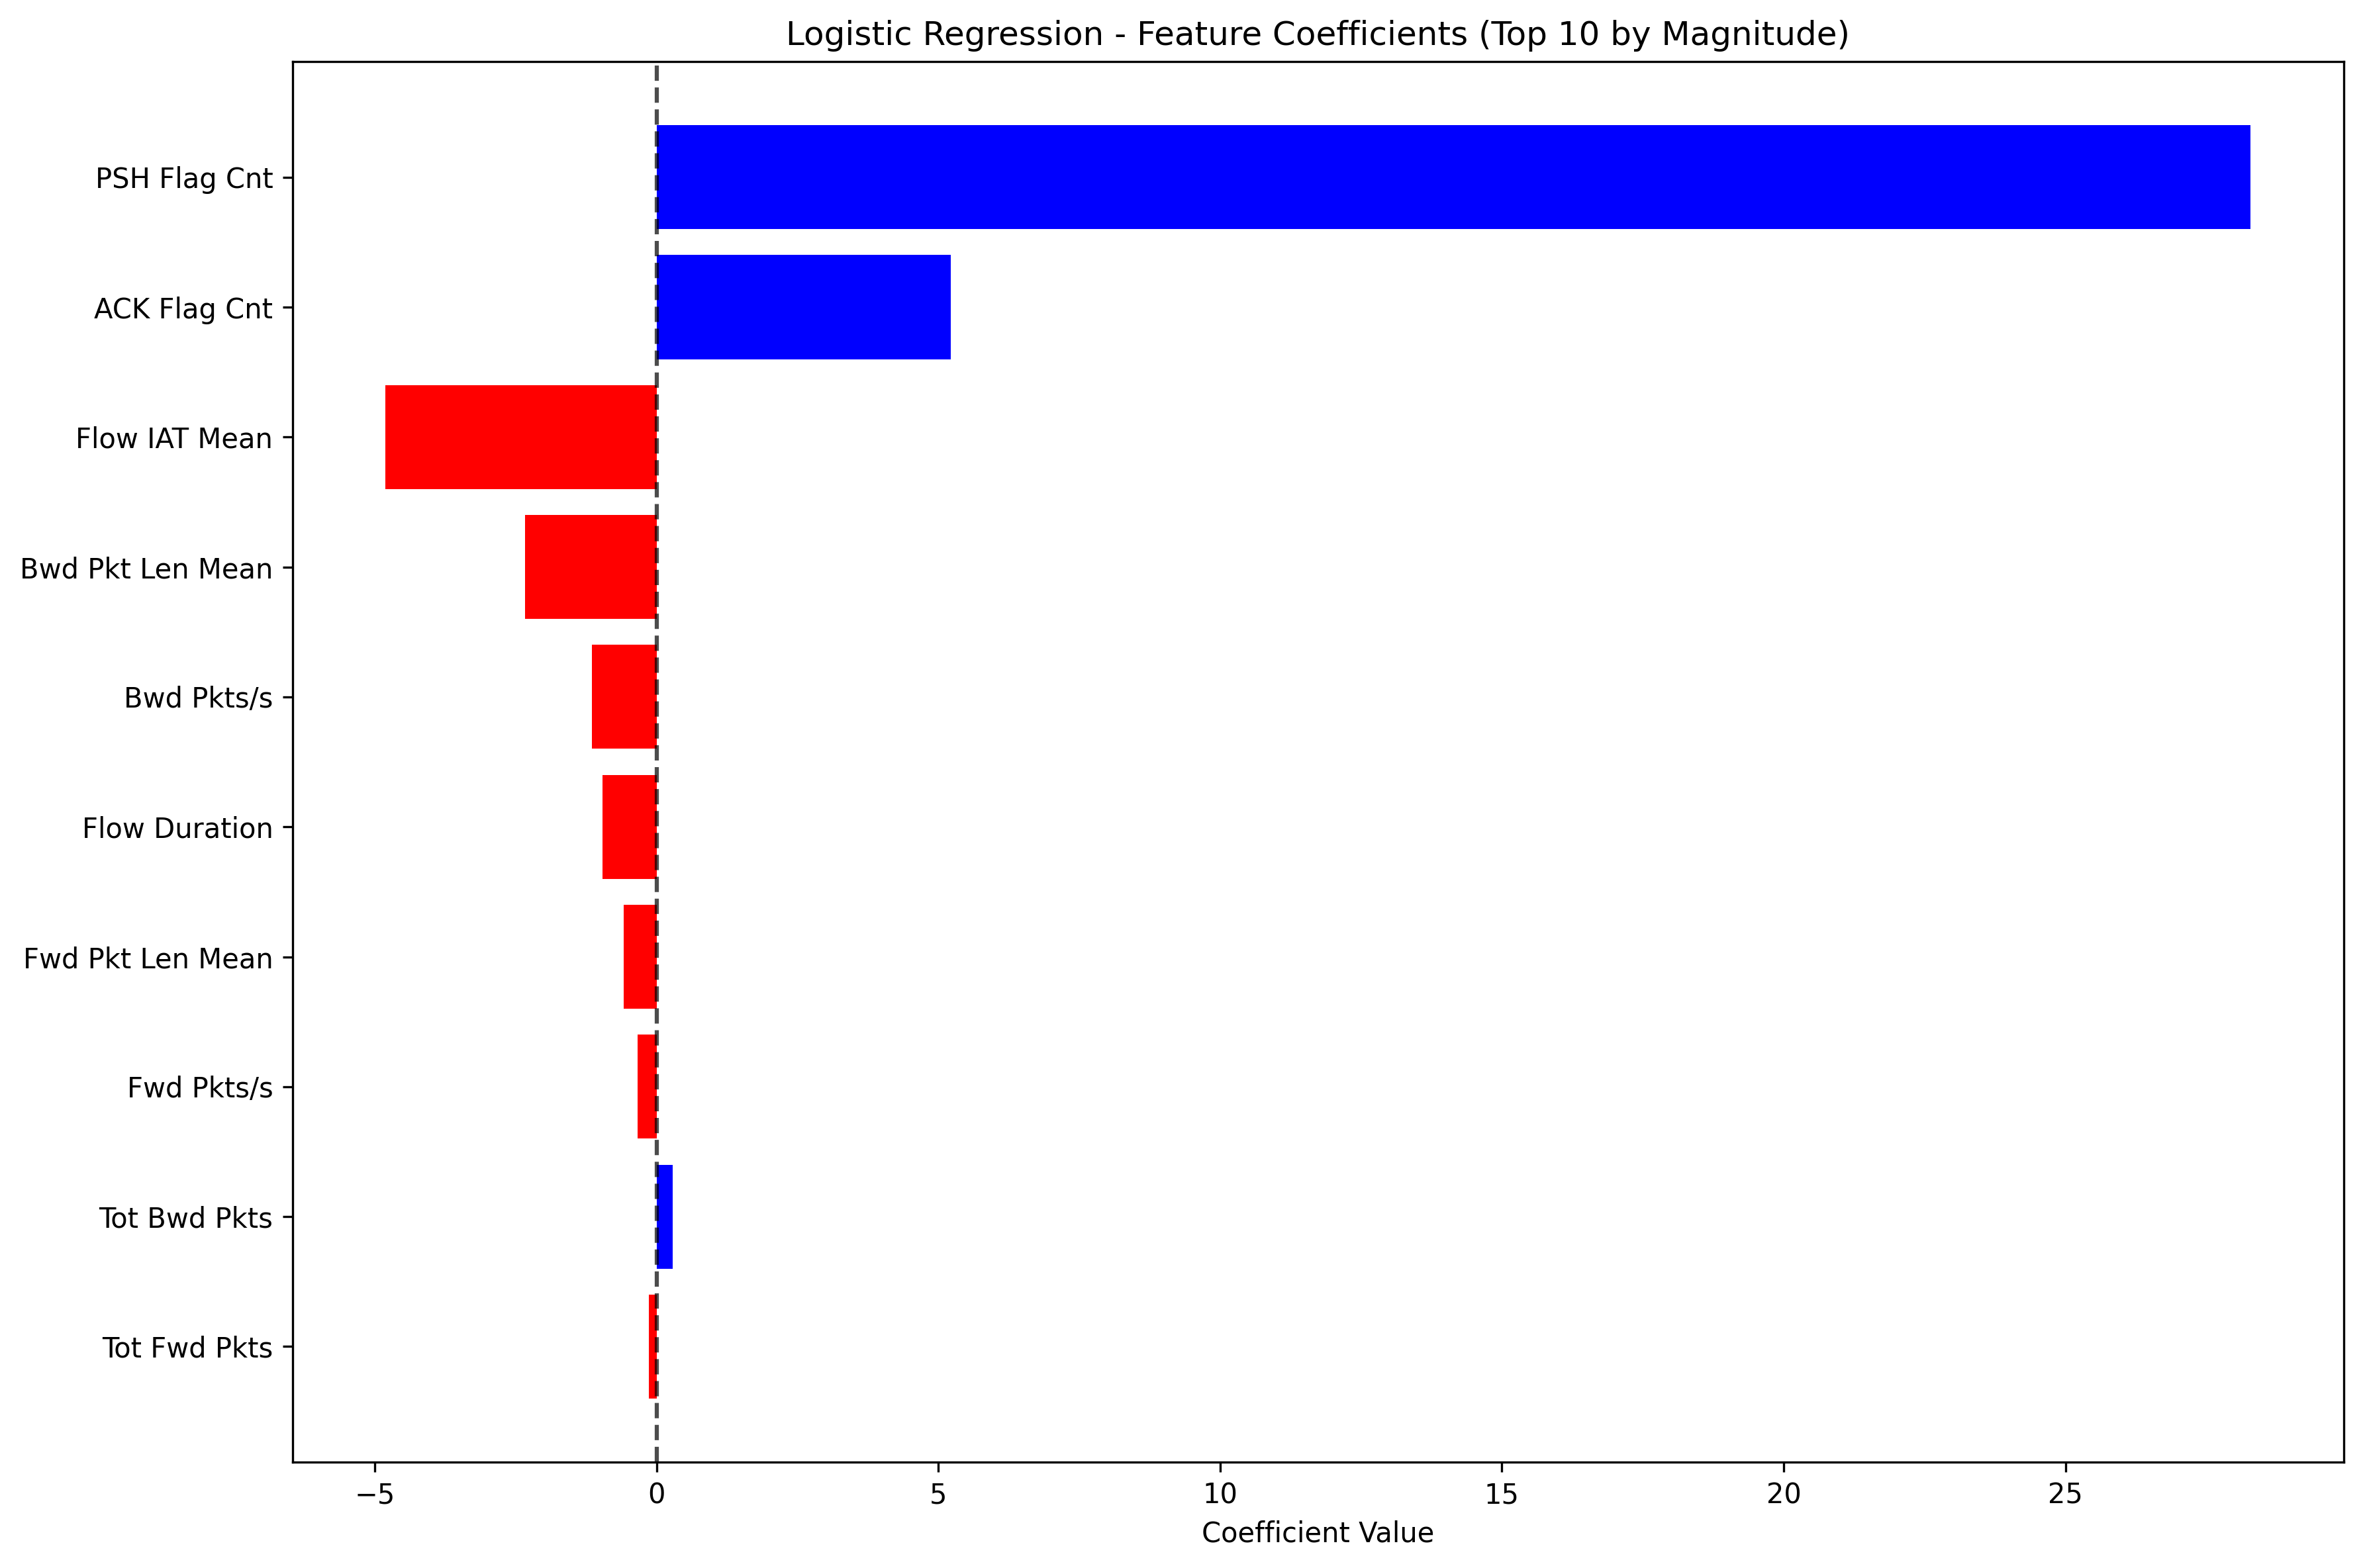 Logistic Regression - Feature Coefficients (Top 10 by Magnitude)
PSH Flag Cnt
ACK Flag Cnt
Flow IAT Mean
Bwd Pkt Len Mean
Bwd Pkts/s
Flow Duration
Fwd Pkt Len Mean
Fwd Pkts/s
Tot Bwd Pkts
Tot Fwd Pkts
−5 0 5 10 15 20 25
Coefficient Value